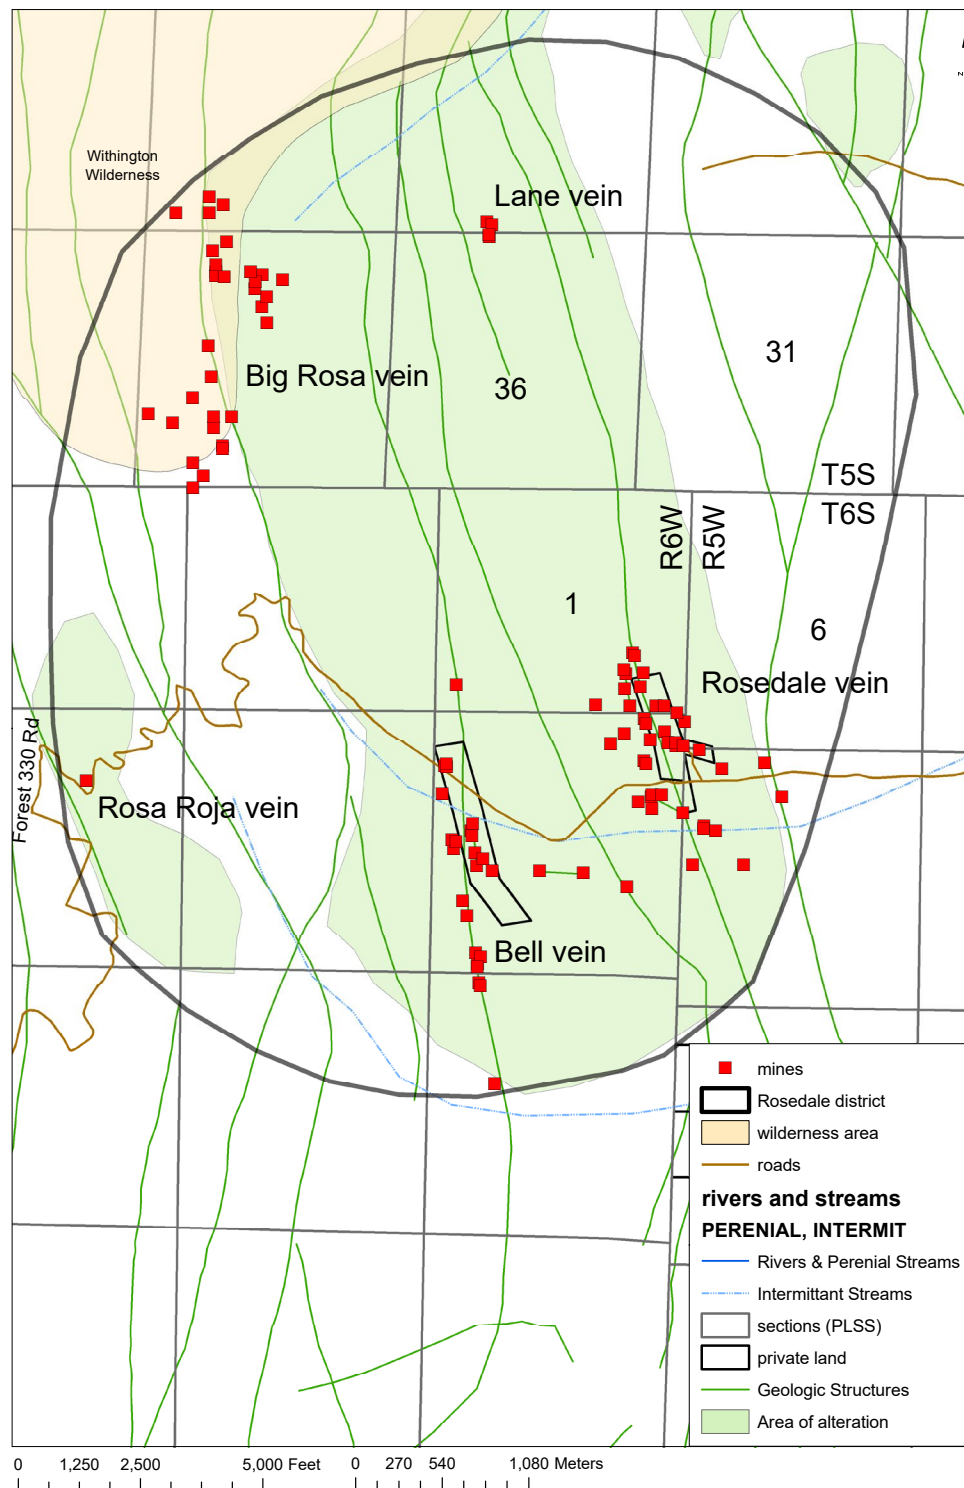 Withington
Wilderness
Lane vein
31
Big Rosa vein
36
T5S
T6S
R6W
R5W
1
6
Rosedale vein
Forest 330 Rd
Rosa Roja vein
Bell vein
mines
Rosedale district
wilderness area
roads
rivers and streams
PERENIAL, INTERMIT
Rivers & Perenial Streams
Intermittant Streams
sections (PLSS)
private land
Geologic Structures
Area of alteration
0 1,250 2,500 5,000 Feet
0 270 540 1,080 Meters